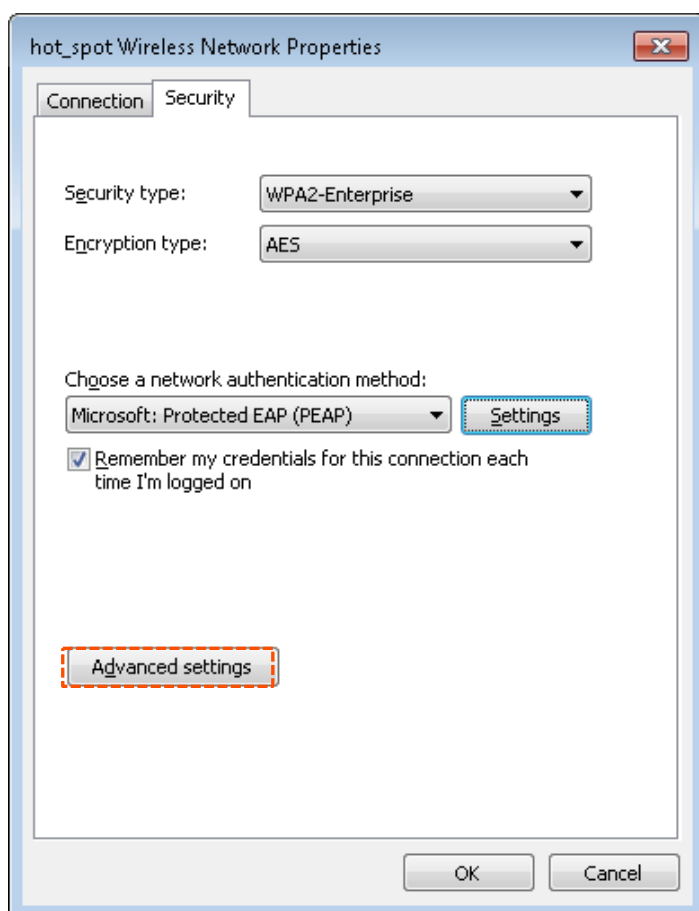 hot_spot Wireless Network Properties
Connection
Security
Security type:
WPA2-Enterprise
Encryption type:
AES
Choose a network authentication method:
Microsoft: Protected EAP (PEAP)
Settings
Remember my credentials for this connection each
time I'm logged on
Advanced settings
OK
Cancel